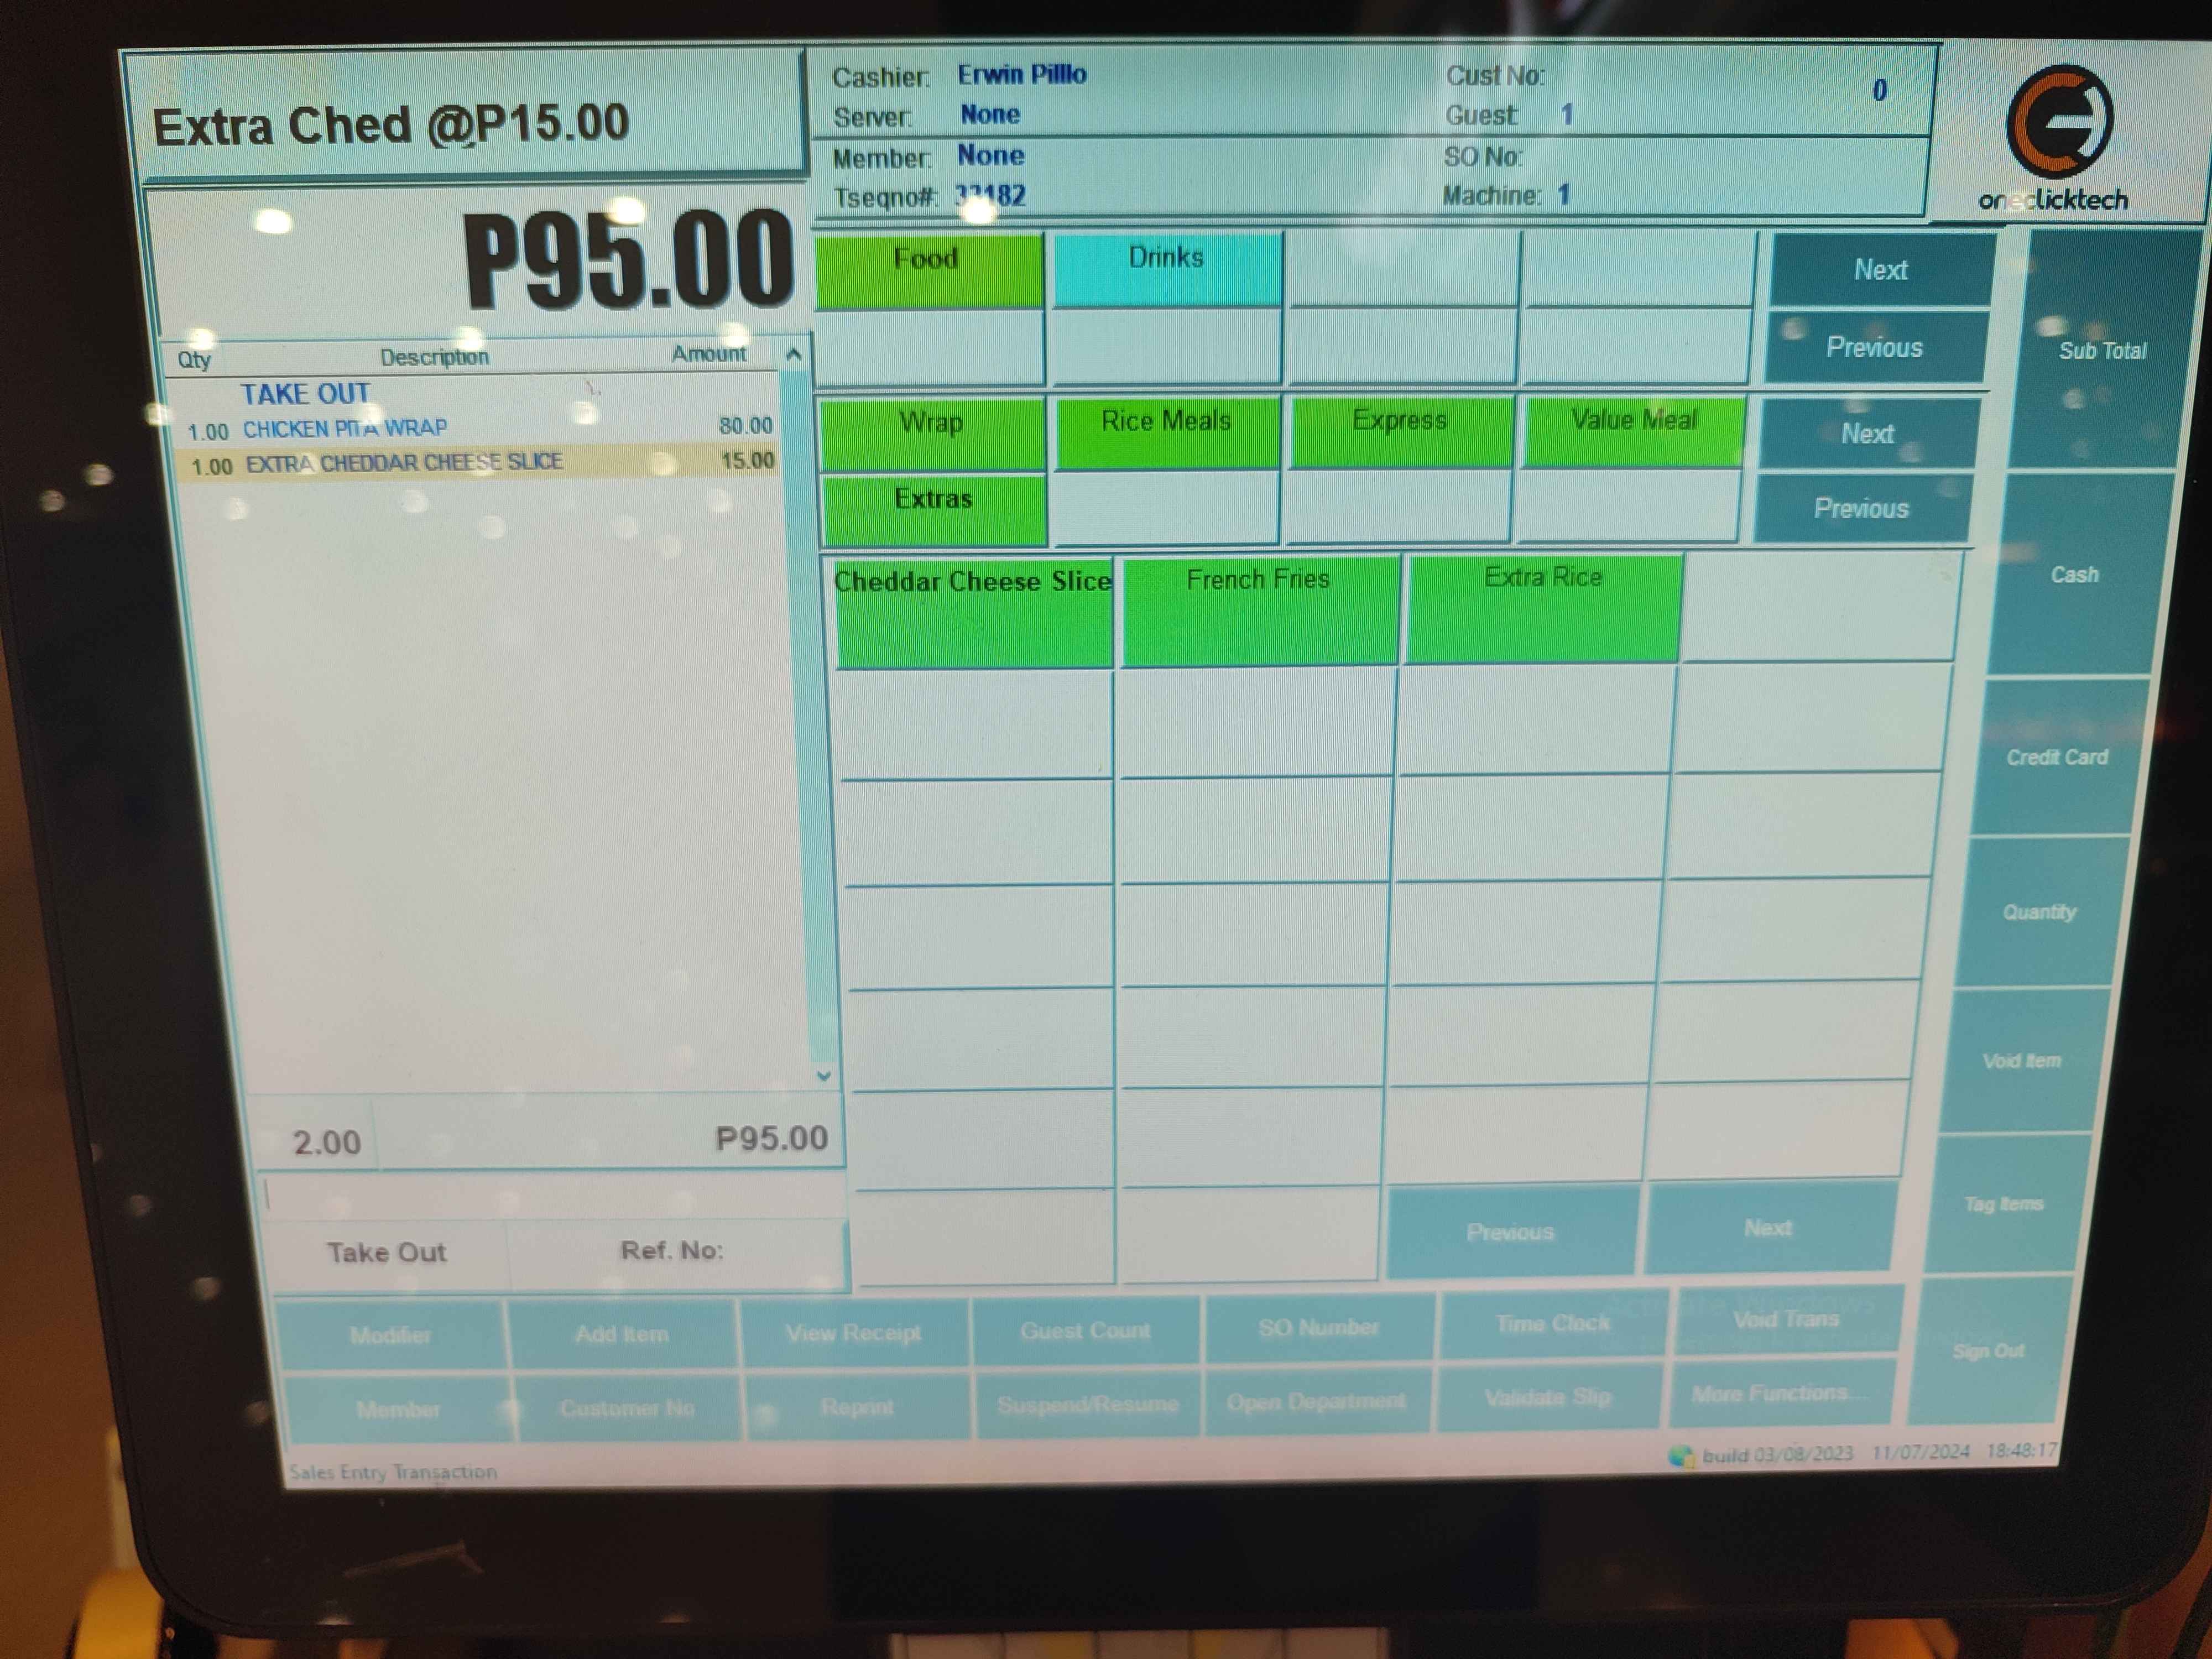 Extra Ched @P15.00
Cashier: Erwin Pilllo
Cust No:
0
Server: None
Guest 1
Member: None
SO No:
Tseqno#:
Machine: 1
oneclicktech
P95.00
Food
Drinks
Next
Previous
Sub Total
Qty Description Amount
TAKE OUT
1.00 CHICKEN PITA WRAP 80.00
1.00 EXTRA CHEDDAR CHEESE SLICE 15.00
Wrap
Rice Meals
Express
Value Meal
Next
Extras
Previous
Cheddar Cheese Slice
French Fries
Extra Rice
Cash
Credit Card
Quantity
Void Item
Tag Items
Sign Out
2.00 P95.00
Take Out
Ref. No:
Previous
Next
Modifier
Add Item
View Receipt
Guest Count
SO Number
Time Clock
Void Trans
Member
Customer No
Reprint
Suspend/Resume
Open Department
Validate Slip
More Functions...
Sales Entry Transaction
build 03/08/2023 11/07/2024 18:48:17